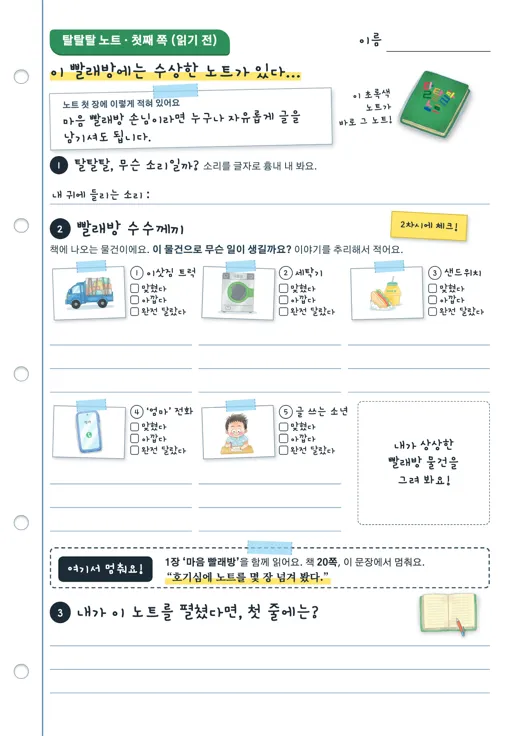 탈탈탈 노트 · 첫째 쪽 (읽기 전)
이름
이 빨래방에는 수상한 노트가 있다...
노트 첫 장에 이렇게 적혀 있어요
마음 빨래방 손님이라면 누구나 자유롭게 글을
남기셔도 됩니다.
이 초록색
노트가
바로 그 노트!
탈탈탈
노트
1 탈탈탈, 무슨 소리일까? 소리를 글자로 흉내 내 봐요.
내 귀에 들리는 소리 :
2 빨래방 수수께끼
2차시에 체크!
책에 나오는 물건이에요. 이 물건으로 무슨 일이 생길까요? 이야기를 추리해서 적어요.
① 이삿짐 트럭
맞혔다
아깝다
완전 달랐다
② 세탁기
맞혔다
아깝다
완전 달랐다
③ 샌드위치
맞혔다
아깝다
완전 달랐다
④ '엄마' 전화
맞혔다
아깝다
완전 달랐다
⑤ 글 쓰는 소년
맞혔다
아깝다
완전 달랐다
내가 상상한
빨래방 물건을
그려 봐요!
여기서 멈춰요!
1장 '마음 빨래방'을 함께 읽어요. 책 20쪽, 이 문장에서 멈춰요.
"호기심에 노트를 몇 장 넘겨 봤다."
3 내가 이 노트를 펼쳤다면, 첫 줄에는?